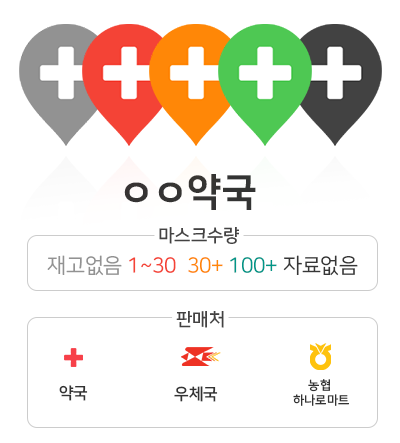 ㅇㅇ약국
마스크수량
재고없음 1~30 30+ 100+ 자료없음
판매처
약국 우체국 농협
하나로마트